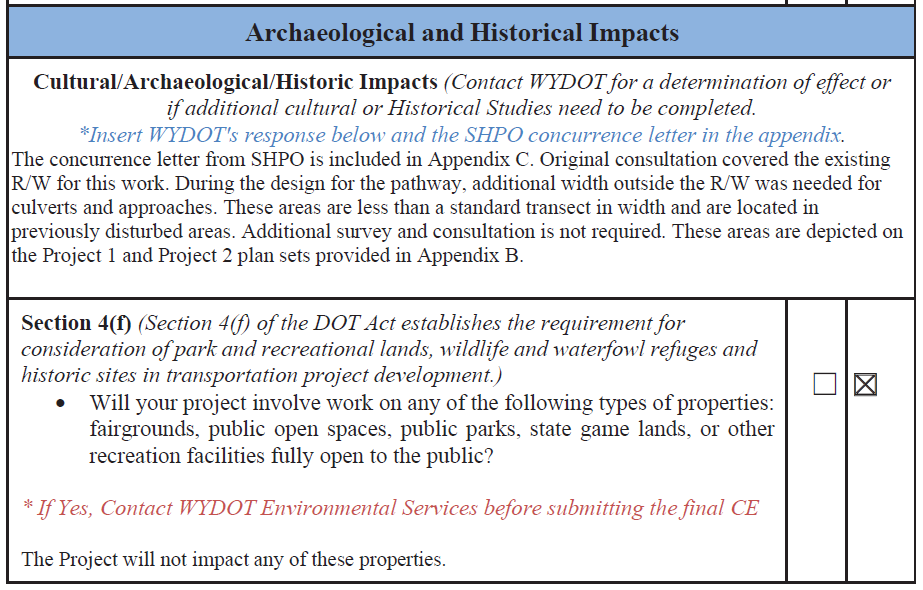 Archaeological and Historical Impacts
Cultural/Archaeological/Historic Impacts (Contact WYDOT for a determination of effect or
if additional cultural or Historical Studies need to be completed.
*Insert WYDOT's response below and the SHPO concurrence letter in the appendix.
The concurrence letter from SHPO is included in Appendix C. Original consultation covered the existing
R/W for this work. During the design for the pathway, additional width outside the R/W was needed for
culverts and approaches. These areas are less than a standard transect in width and are located in
previously disturbed areas. Additional survey and consultation is not required. These areas are depicted on
the Project 1 and Project 2 plan sets provided in Appendix B.
Section 4(f) (Section 4(f) of the DOT Act establishes the requirement for
consideration of park and recreational lands, wildlife and waterfowl refuges and
historic sites in transportation project development.)
• Will your project involve work on any of the following types of properties:
fairgrounds, public open spaces, public parks, state game lands, or other
recreation facilities fully open to the public?
☐ ☒
* If Yes, Contact WYDOT Environmental Services before submitting the final CE
The Project will not impact any of these properties.